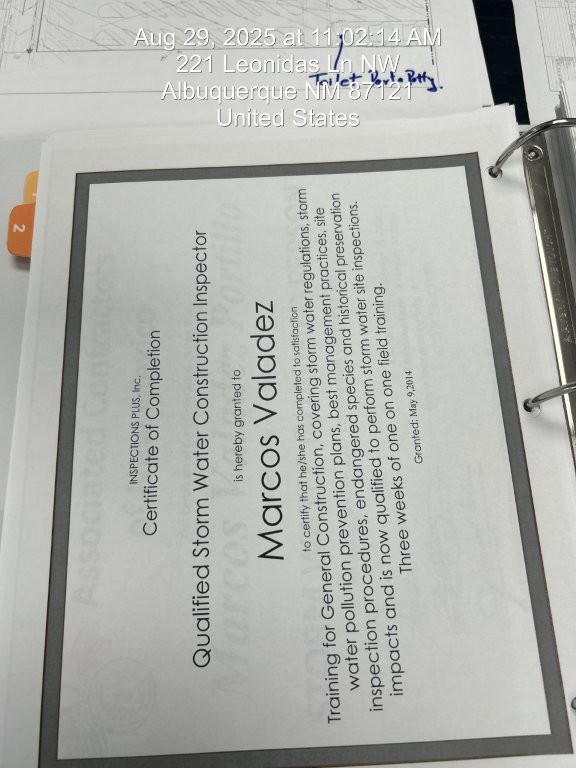 Aug 29, 2025 at 11:02:14 AM
221 Leonidas Ln NW
Albuquerque NM 87121
United States
Toilet Porta Potty.
2
INSPECTIONS PLUS, Inc.
Certificate of Completion
Qualified Storm Water Construction Inspector
is hereby granted to
Marcos Valadez
to certify that he/she has completed to satisfaction
Training for General Construction, covering storm water regulations, storm
water pollution prevention plans, best management practices, site
inspection procedures, endangered species and historical preservation
impacts and is now qualified to perform storm water site inspections.
Three weeks of one on one field training.
Granted: May 9,2014